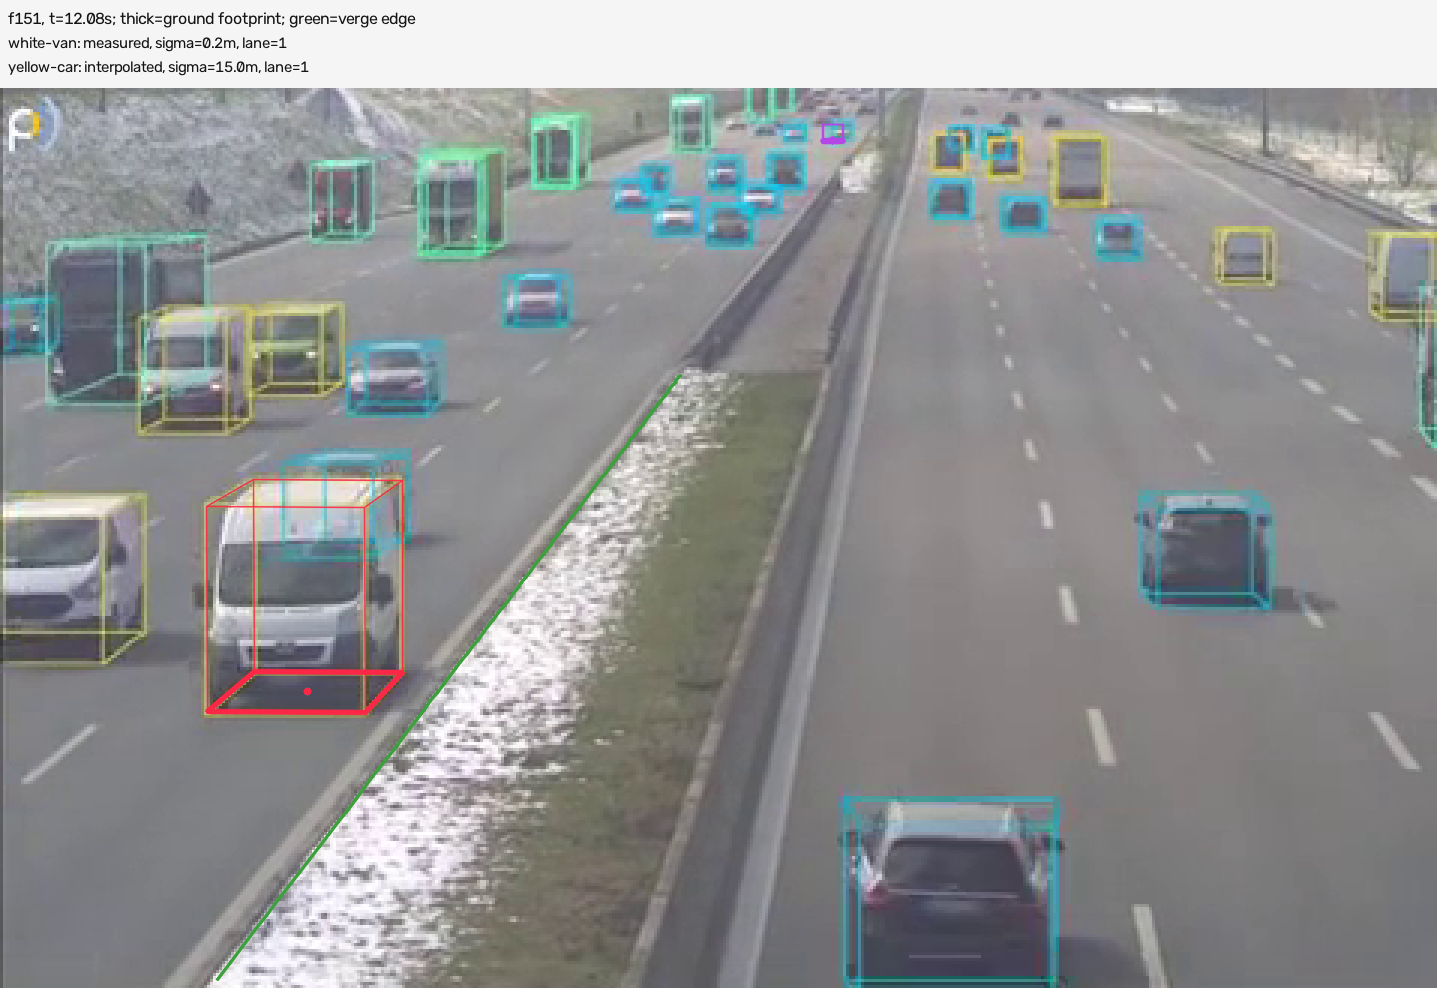 f151, t=12.08s; thick=ground footprint; green=verge edge
white-van: measured, sigma=0.2m, lane=1
yellow-car: interpolated, sigma=15.0m, lane=1